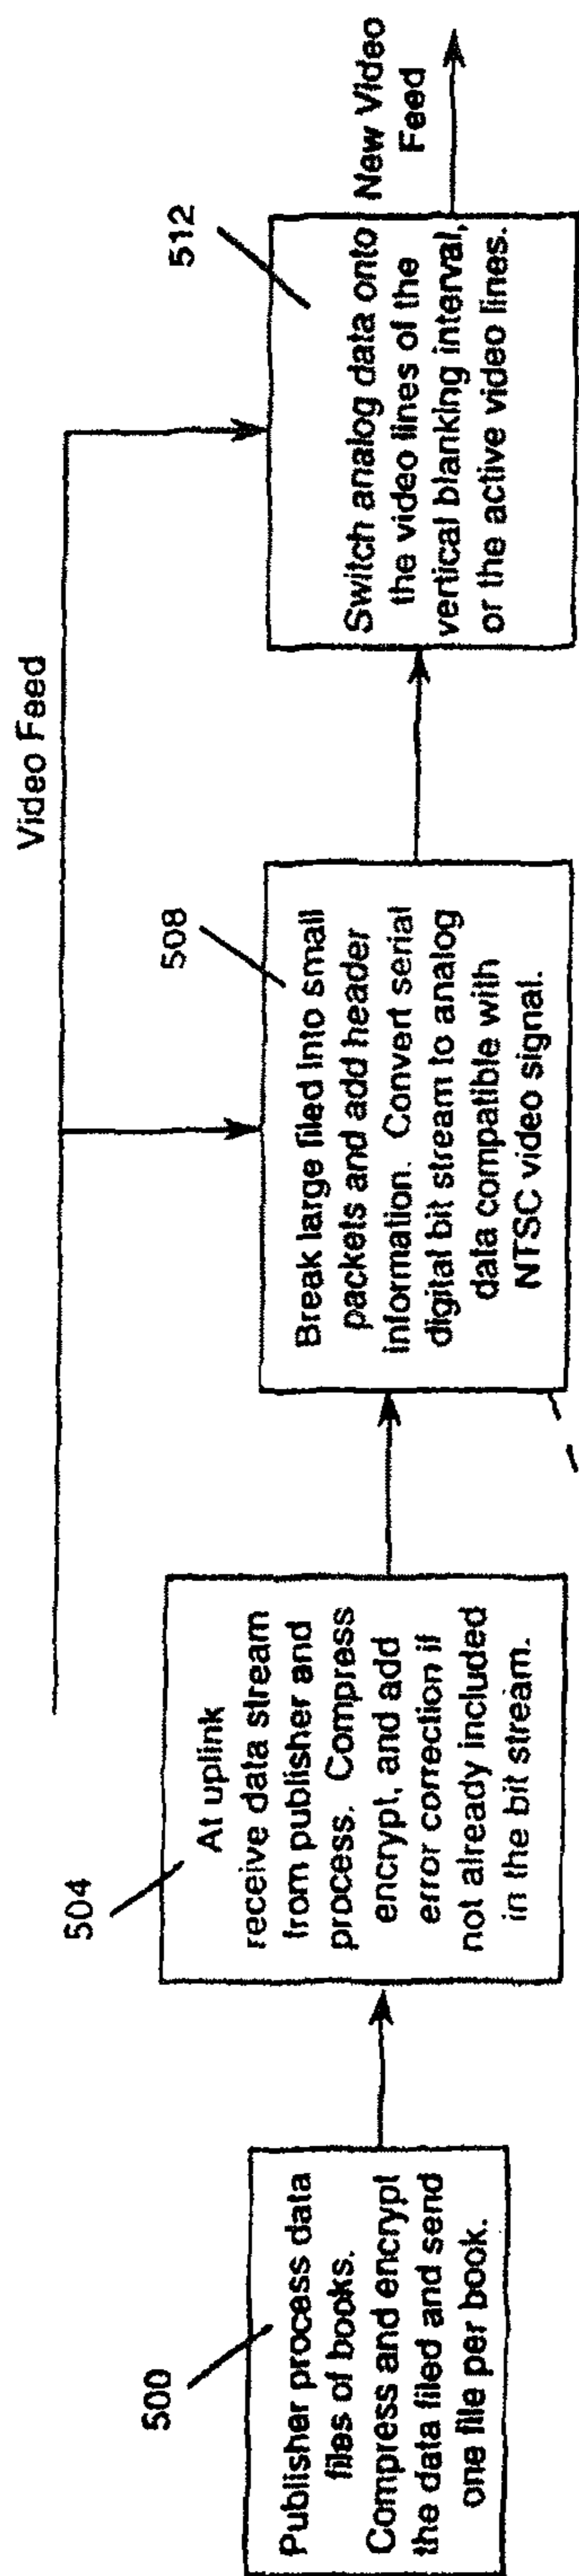 Video Feed
500
Publisher process data
files of books.
Compress and encrypt
the data filed and send
one file per book.
504
At uplink
receive data stream
from publisher and
process. Compress
encrypt, and add
error correction if
not already included
in the bit stream.
508
Break large filed into small
packets and add header
information. Convert serial
digital bit stream to analog
data compatible with
NTSC video signal.
512
Switch analog data onto
the video lines of the
vertical blanking interval,
or the active video lines.
New Video
Feed